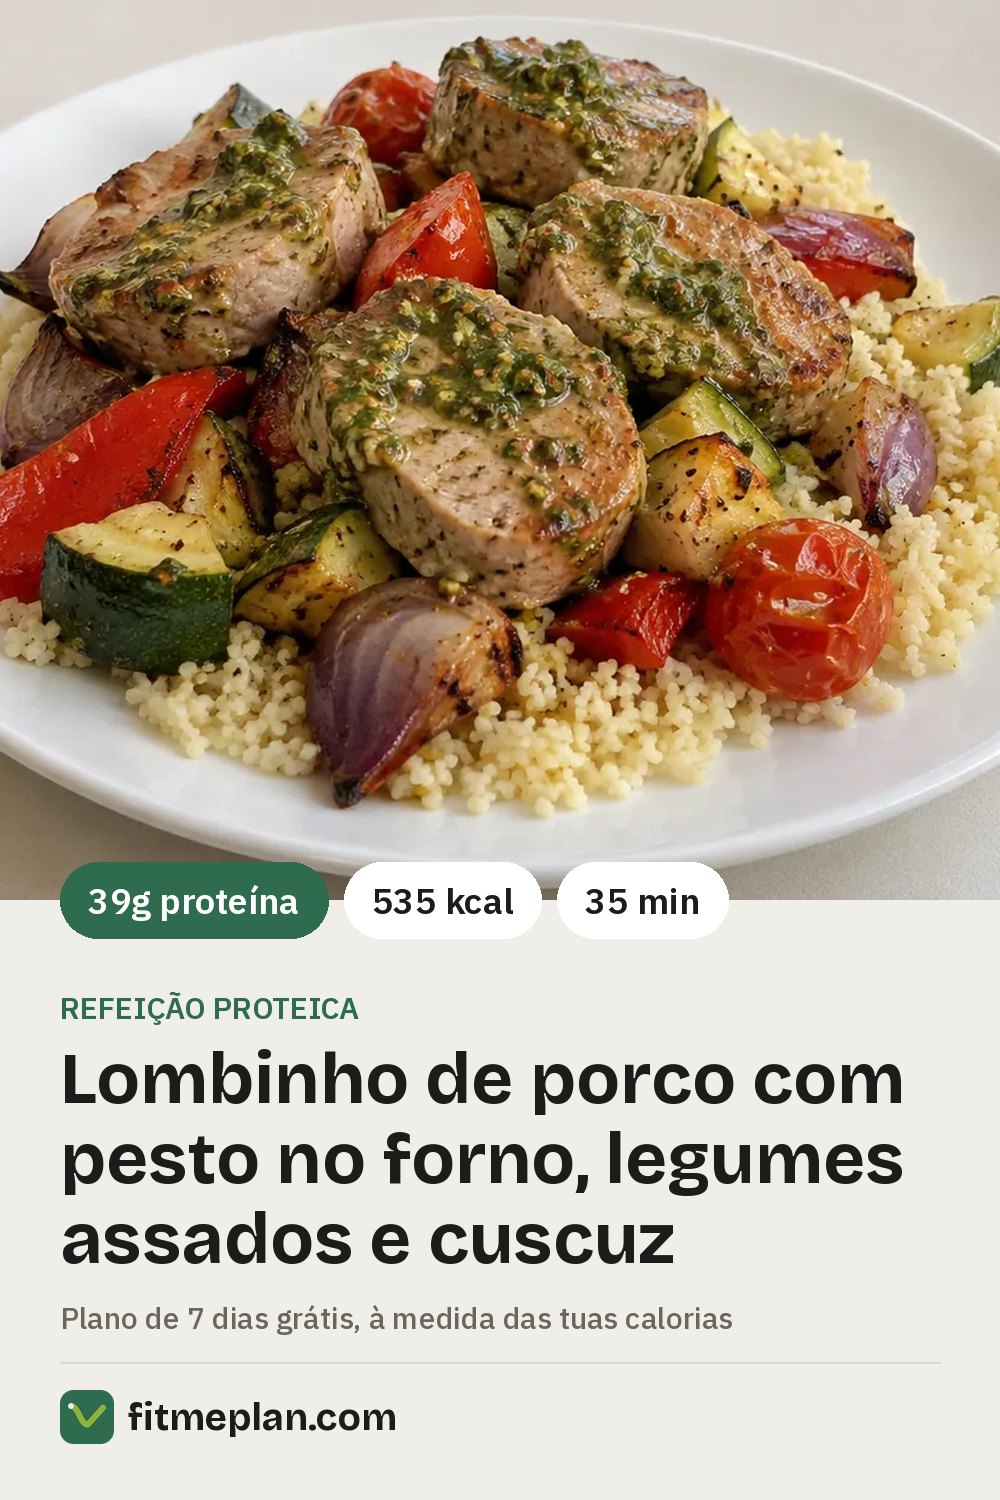 39g proteína
535 kcal
35 min
REFEIÇÃO PROTEICA
Lombinho de porco com
pesto no forno, legumes
assados e cuscuz
Plano de 7 dias grátis, à medida das tuas calorias
fitmeplan.com